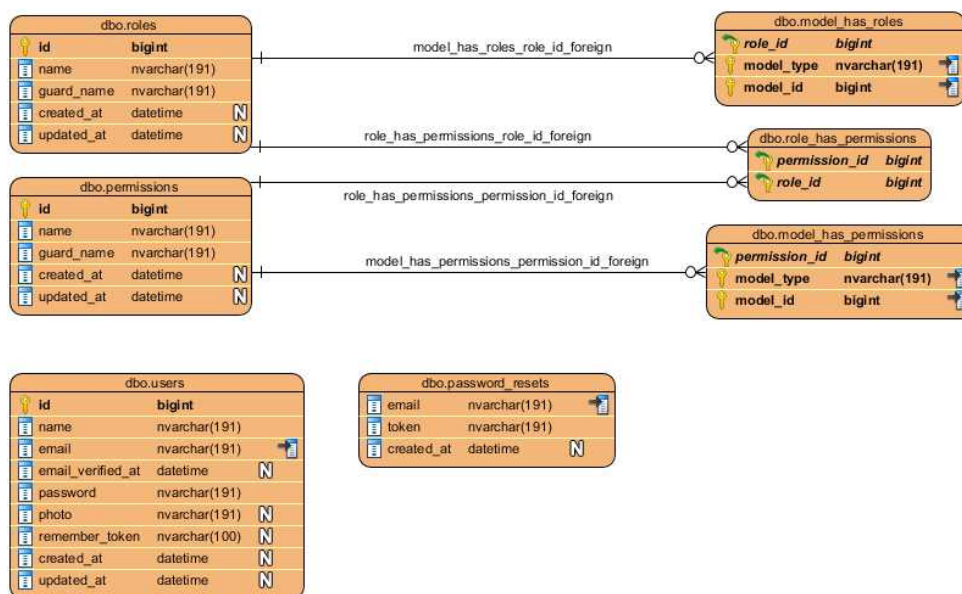 dbo.roles
id bigint
name nvarchar(191)
guard_name nvarchar(191)
created_at datetime N
updated_at datetime N
model_has_roles_role_id_foreign
dbo.model_has_roles
role_id bigint
model_type nvarchar(191)
model_id bigint
role_has_permissions_role_id_foreign
dbo.role_has_permissions
permission_id bigint
role_id bigint
dbo.permissions
id bigint
name nvarchar(191)
guard_name nvarchar(191)
created_at datetime N
updated_at datetime N
role_has_permissions_permission_id_foreign
model_has_permissions_permission_id_foreign
dbo.model_has_permissions
permission_id bigint
model_type nvarchar(191)
model_id bigint
dbo.users
id bigint
name nvarchar(191)
email nvarchar(191)
email_verified_at datetime N
password nvarchar(191)
photo nvarchar(191) N
remember_token nvarchar(100) N
created_at datetime N
updated_at datetime N
dbo.password_resets
email nvarchar(191)
token nvarchar(191)
created_at datetime N